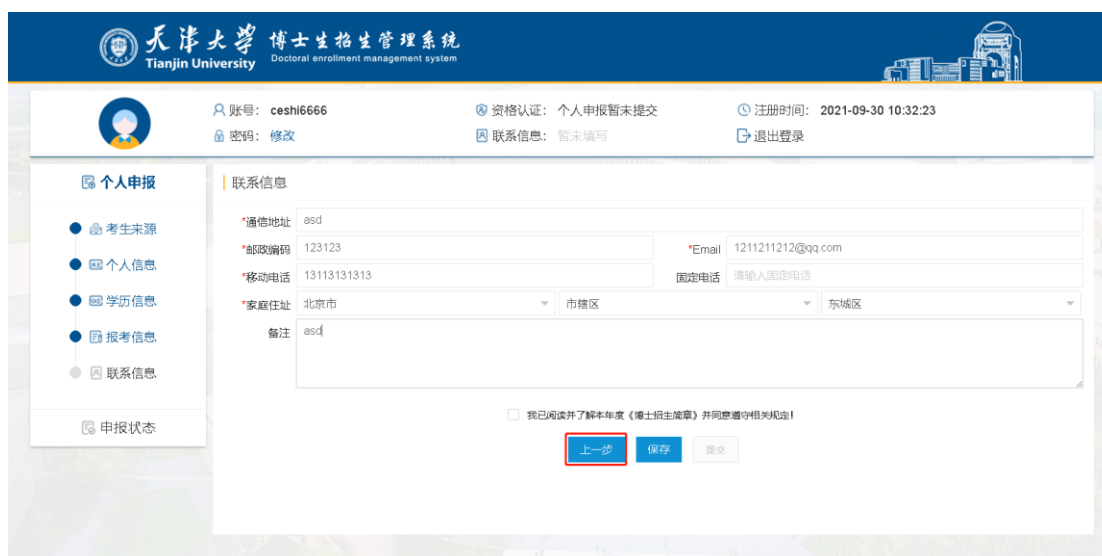 天津大学 博士生招生管理系统
Tianjin University Doctoral enrollment management system
账号: ceshi6666 资格认证: 个人申报暂未提交 注册时间: 2021-09-30 10:32:23
密码: 修改 联系信息: 暂未填写 退出登录
个人申报
考生来源
个人信息
学历信息
报考信息
联系信息
申报状态
联系信息
*通信地址 asd
*邮政编码 123123 *Email 1211211212@qq.com
*移动电话 13113131313 固定电话 请输入固定电话
*家庭住址 北京市 市辖区 东城区
备注 asd
我已阅读并了解本年度《博士招生简章》并同意遵守相关规定!
上一步 保存 提交